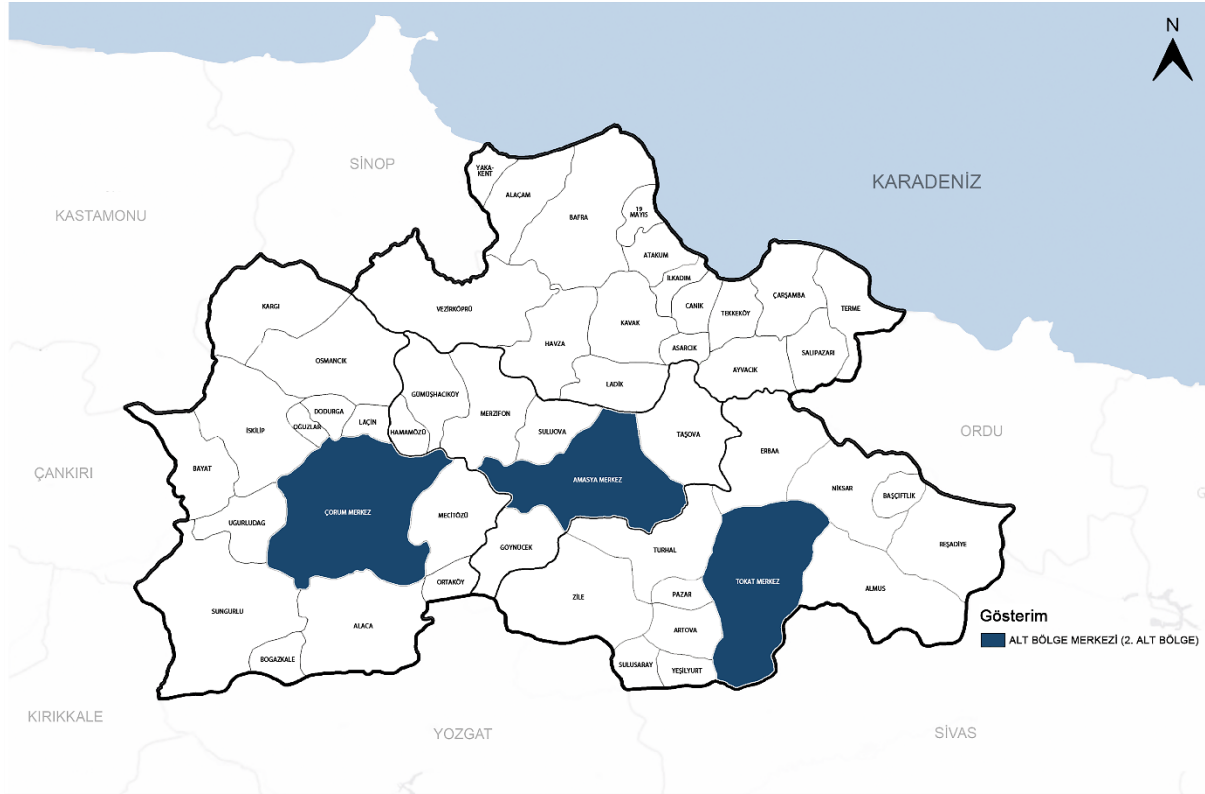 N
SİNOP
KARADENİZ
KASTAMONU
YAKA-
KENT
ALAÇAM
BAFRA
19
MAYIS
ATAKUM
İLKADIM
CANIK
TEKKEKÖY
ÇARŞAMBA
TERME
KARGI
VEZİRKÖPRÜ
HAVZA
KAVAK
ASARCIK
SALIPAZARI
AYVACIK
LADİK
OSMANCIK
GÜMÜŞHACIKÖY
MERZİFON
SULUOVA
TAŞOVA
DODURGA
OĞUZLAR
LAÇİN
HAMAMÖZÜ
İSKİLİP
BAYAT
ORDU
ERBAA
NİKSAR
BAŞÇİFTLİK
ÇANKIRI
AMASYA MERKEZ
ÇORUM MERKEZ
MECİTÖZÜ
UGURLUDAG
GÖYNÜCEK
TURHAL
REŞADİYE
ORTAKÖY
ZİLE
PAZAR
TOKAT MERKEZ
ALMUS
SUNGURLU
ALACA
ARTOVA
BOGAZKALE
SULUSARAY
YEŞİLYURT
Gösterim
ALT BÖLGE MERKEZİ (2. ALT BÖLGE)
KIRIKKALE
YOZGAT
SİVAS
G